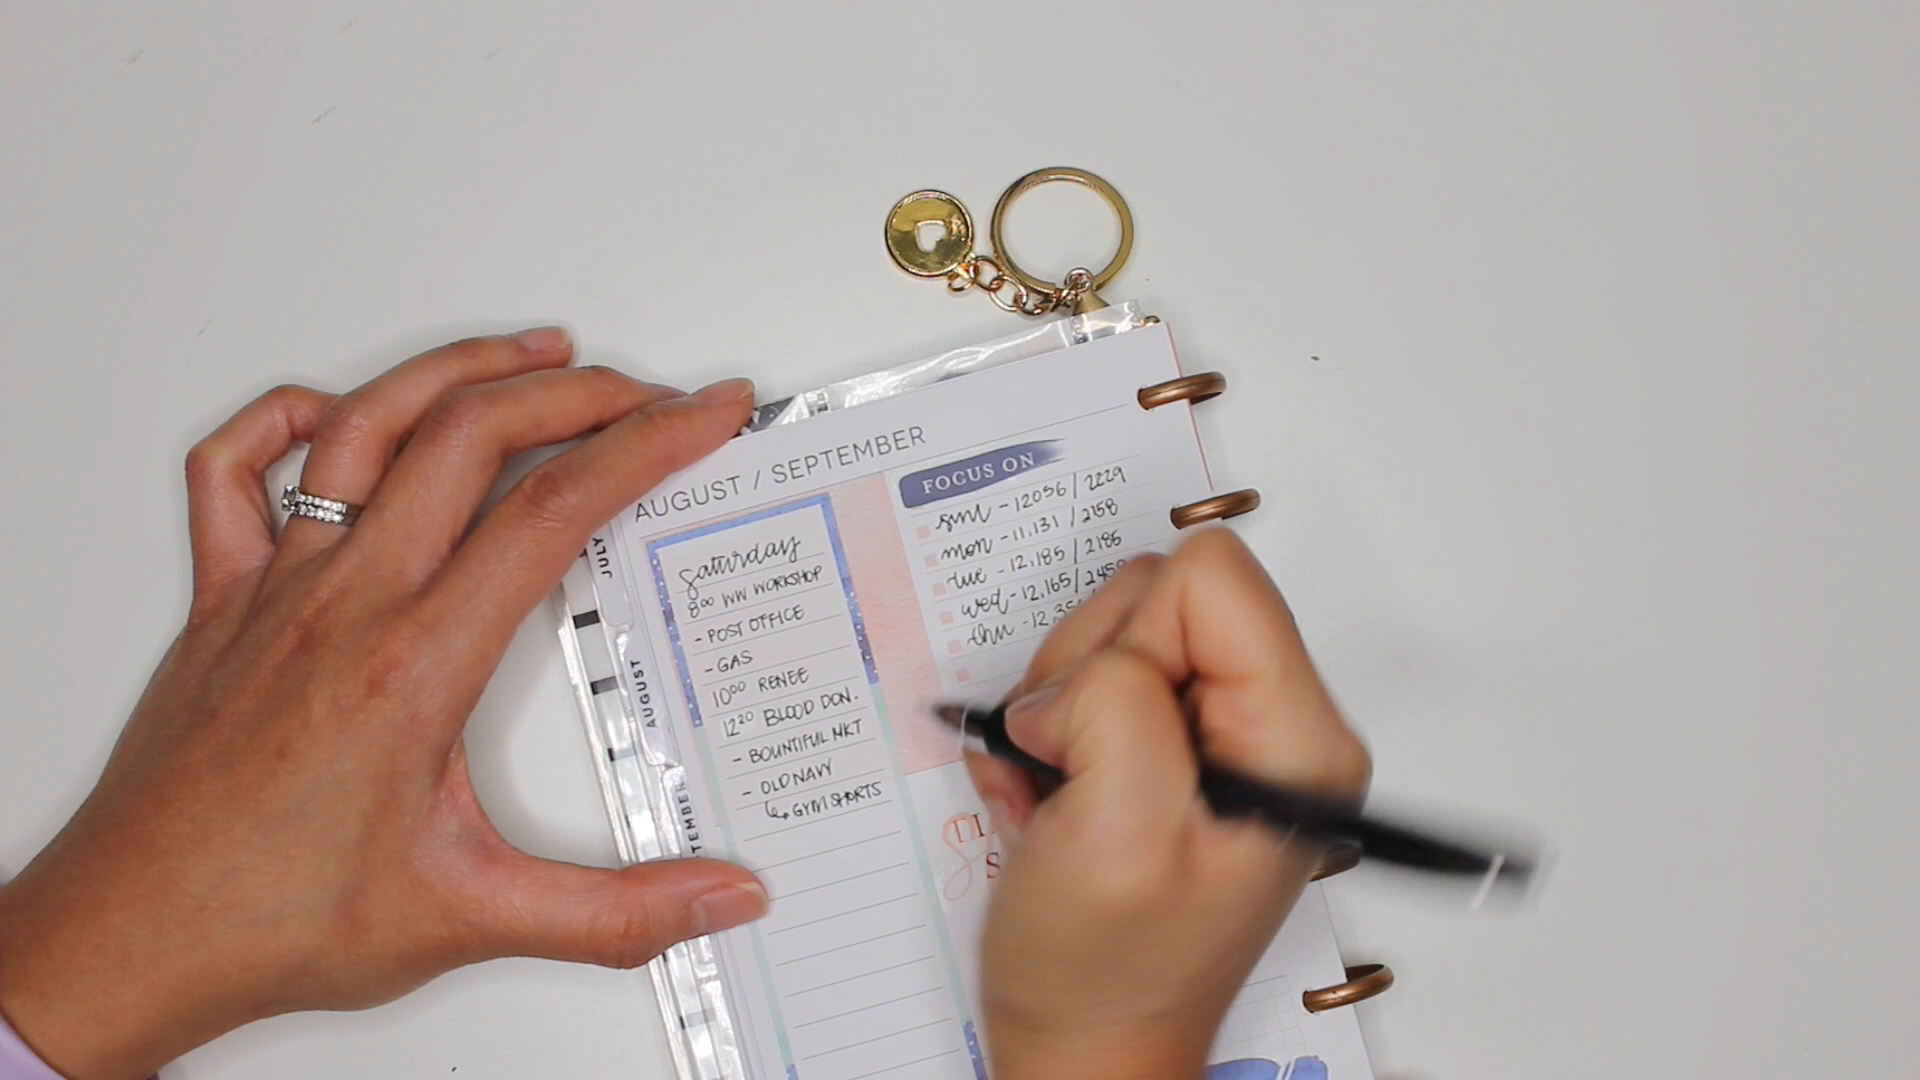 AUGUST / SEPTEMBER
saturday
8⁰⁰ WW WORKSHOP
- POST OFFICE
- GAS
10⁰⁰ RENEE
12²⁰ BLOOD DON.
- BOUNTIFUL MKT
- OLD NAVY
↳ GYM SHORTS
FOCUS ON
sun - 12056 / 2229
mon - 11,131 / 2158
tue - 12,185 / 2185
wed - 12,165 /
thu -
JULY
AUGUST